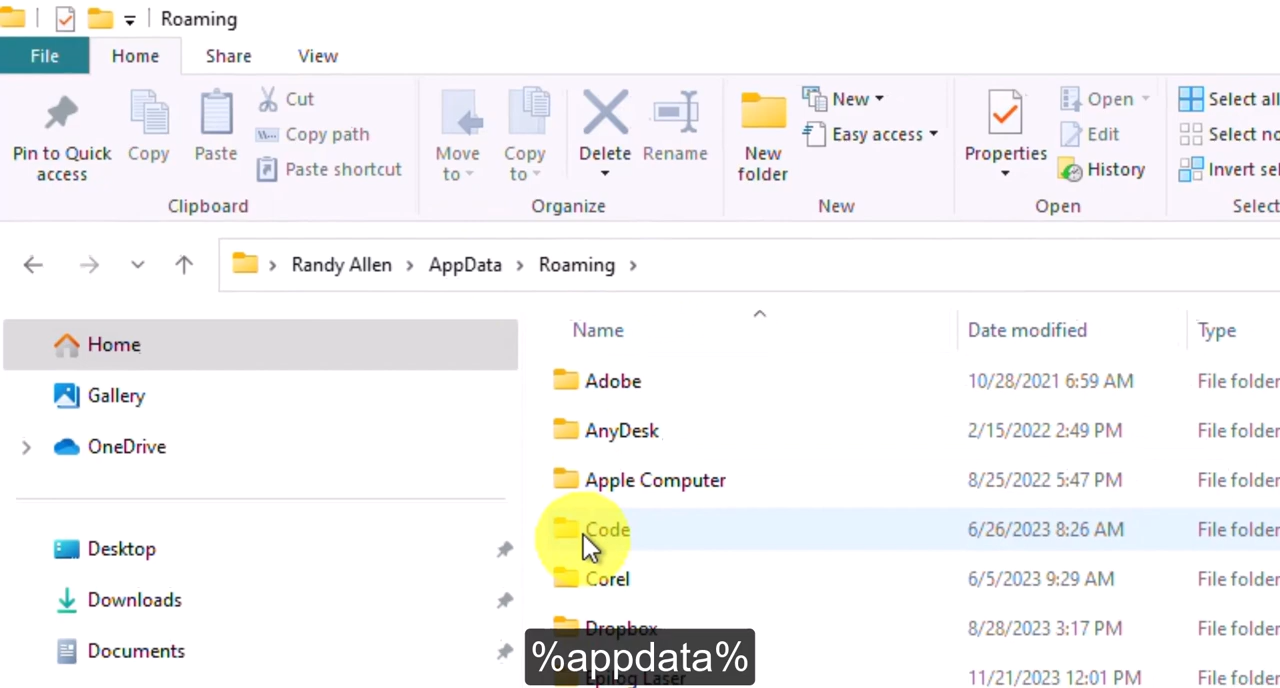 Roaming
File Home Share View
Pin to Quick access
Copy
Paste
Cut
Copy path
Paste shortcut
Clipboard
Move to
Copy to
Delete
Rename
Organize
New folder
New
Easy access
New
Properties
Open
Edit
History
Open
Select all
Select no
Invert sel
Select
Randy Allen > AppData > Roaming >
Home
Gallery
OneDrive
Desktop
Downloads
Documents
Name Date modified Type
Adobe 10/28/2021 6:59 AM File folder
AnyDesk 2/15/2022 2:49 PM File folder
Apple Computer 8/25/2022 5:47 PM File folder
Code 6/26/2023 8:26 AM File folder
Corel 6/5/2023 9:29 AM File folder
Dropbox 8/28/2023 3:17 PM File folder
Epilog Laser 11/21/2023 12:01 PM File folder
%appdata%